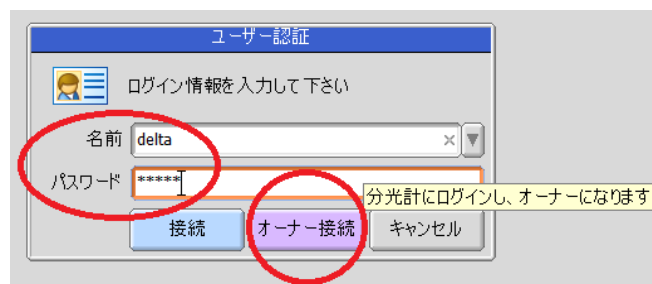 ユーザー認証
ログイン情報を入力して下さい
名前 delta
パスワード *****
分光計にログインし、オーナーになります
接続 オーナー接続 キャンセル